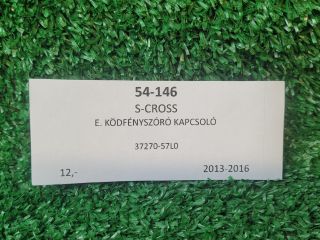 54-146
S-CROSS
E. KÖDFÉNYSZÓRÓ KAPCSOLÓ
37270-57L0
12,- 2013-2016